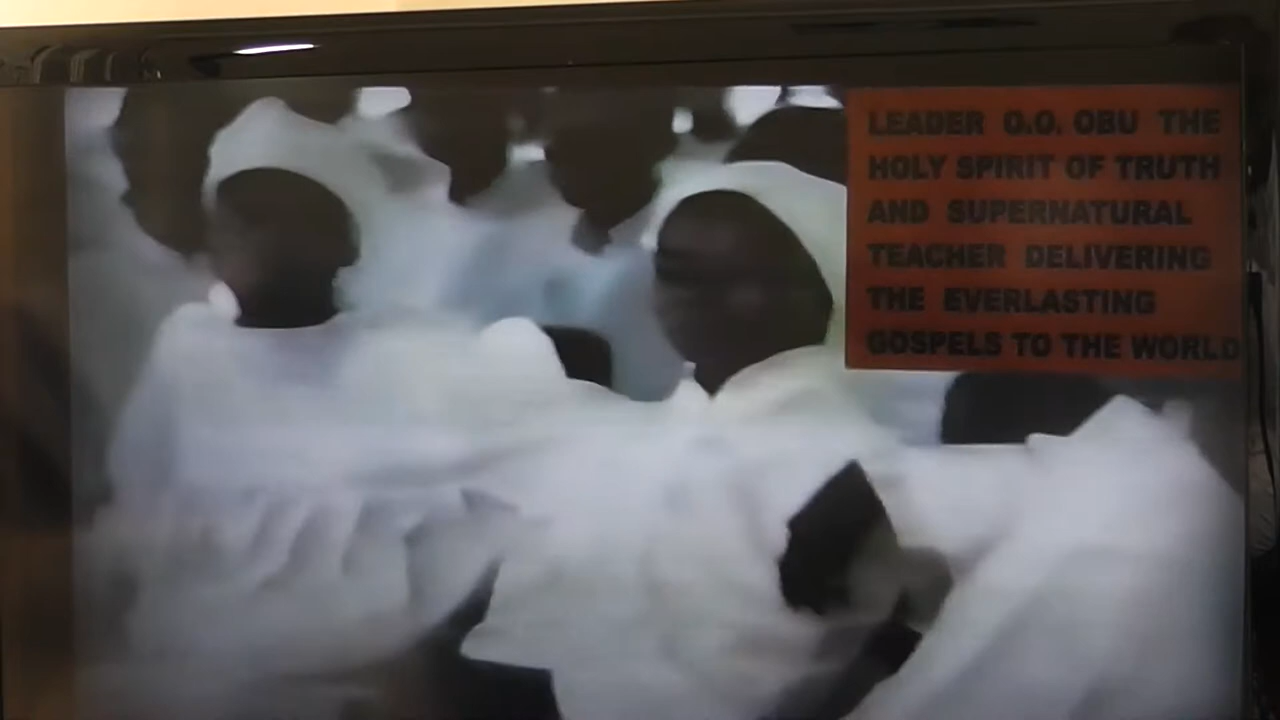 LEADER O.O. OBU THE
HOLY SPIRIT OF TRUTH
AND SUPERNATURAL
TEACHER DELIVERING
THE EVERLASTING
GOSPELS TO THE WORLD